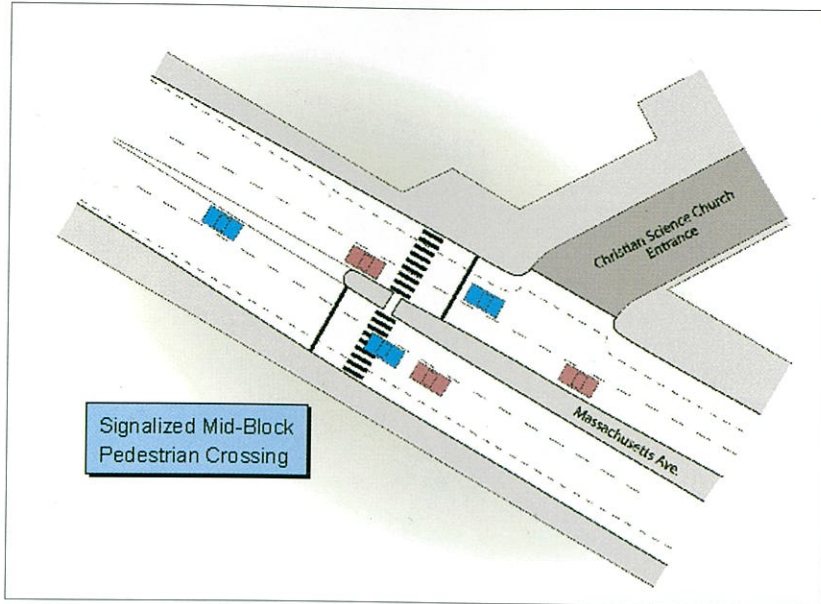 Christian Science Church
Entrance
Massachusetts Ave.
Signalized Mid-Block
Pedestrian Crossing